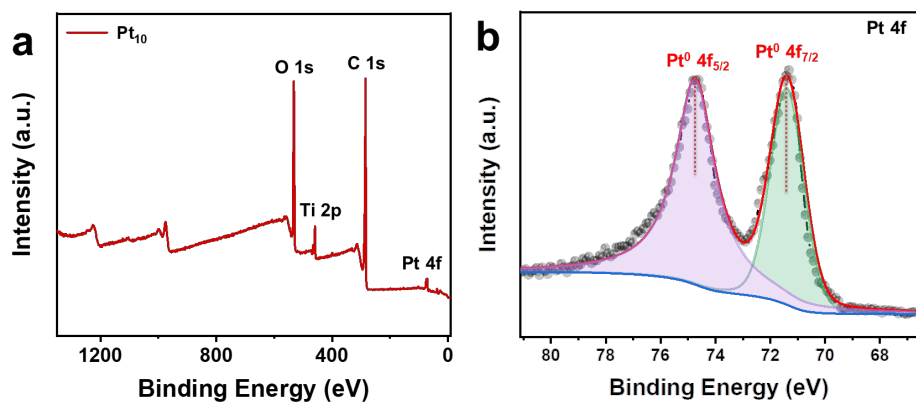 a
Pt₁₀
O 1s
C 1s
Ti 2p
Pt 4f
Intensity (a.u.)
1200 800 400 0
Binding Energy (eV)
b
Pt 4f
Pt⁰ 4f₅/₂
Pt⁰ 4f₇/₂
Intensity (a.u.)
80 78 76 74 72 70 68
Binding Energy (eV)